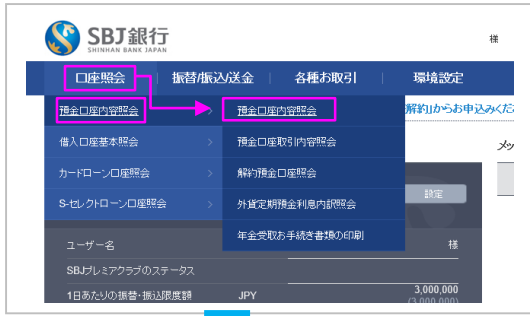 SBJ銀行
SHINHAN BANK JAPAN
様
口座照会 振替/振込/送金 各種お取引 環境設定
預金口座内容照会
預金口座内容照会
解約」からお申込みくだ
借入口座基本照会
預金口座取引内容照会
メッ
カードローン口座照会
解約預金口座照会
設定
S-セレクトローン口座照会
外貨定期預金利息内訳照会
年金受取お手続き書類の印刷
ユーザー名 様
SBJプレミアクラブのステータス
1日あたりの振替・振込限度額 JPY 3,000,000
(3,000,000)